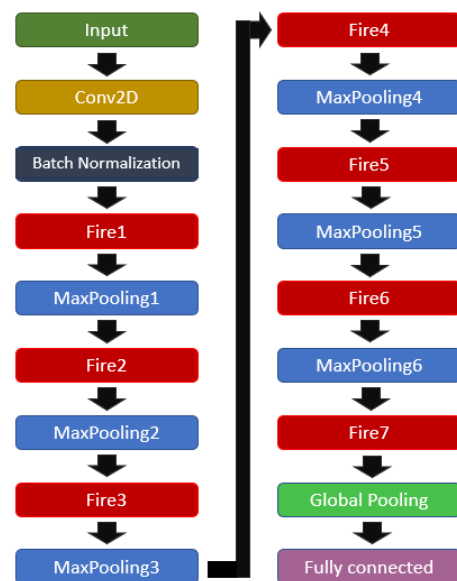 Input
Conv2D
Batch Normalization
Fire1
MaxPooling1
Fire2
MaxPooling2
Fire3
MaxPooling3
Fire4
MaxPooling4
Fire5
MaxPooling5
Fire6
MaxPooling6
Fire7
Global Pooling
Fully connected